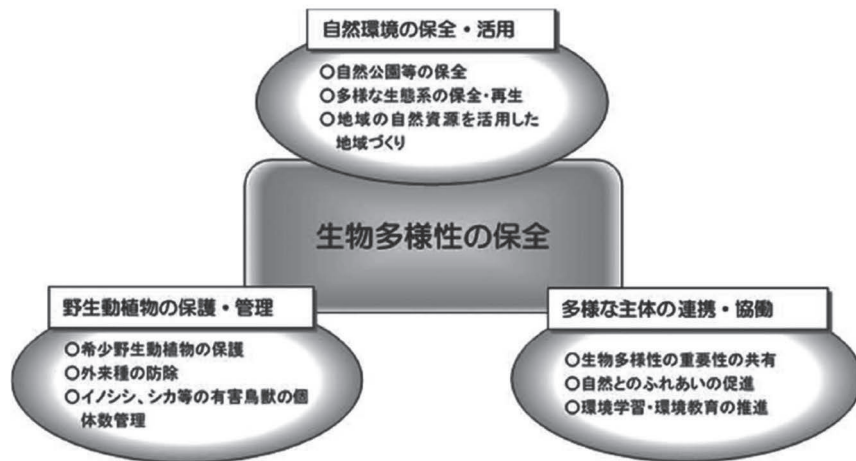 自然環境の保全・活用
○自然公園等の保全
○多様な生態系の保全・再生
○地域の自然資源を活用した
地域づくり
生物多様性の保全
野生動植物の保護・管理
○希少野生動植物の保護
○外来種の防除
○イノシシ、シカ等の有害鳥獣の個
体数管理
多様な主体の連携・協働
○生物多様性の重要性の共有
○自然とのふれあいの促進
○環境学習・環境教育の推進